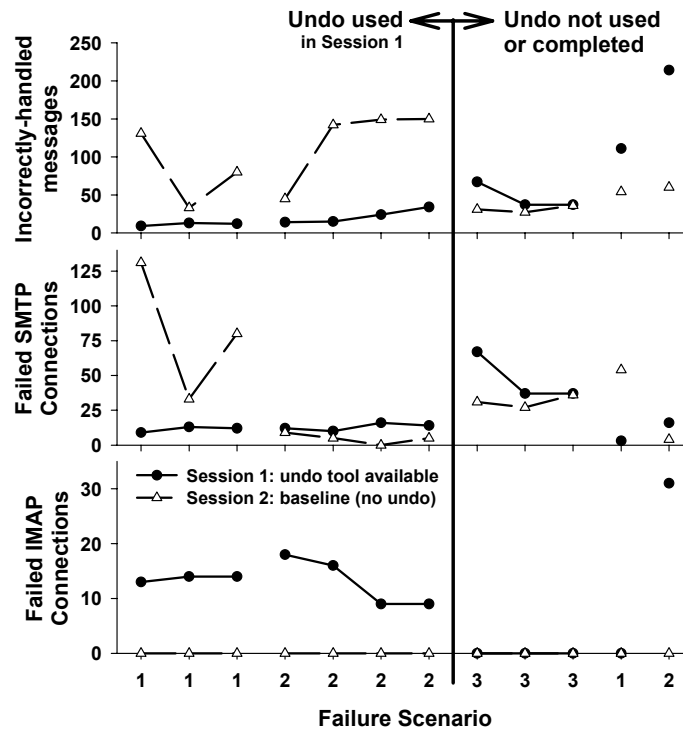 Undo used
in Session 1
Undo not used
or completed
Incorrectly-handled
messages
250
200
150
100
50
0
Failed SMTP
Connections
125
100
75
50
25
0
Failed IMAP
Connections
30
20
10
0
Session 1: undo tool available
Session 2: baseline (no undo)
1 1 1 2 2 2 2 3 3 3 1 2
Failure Scenario